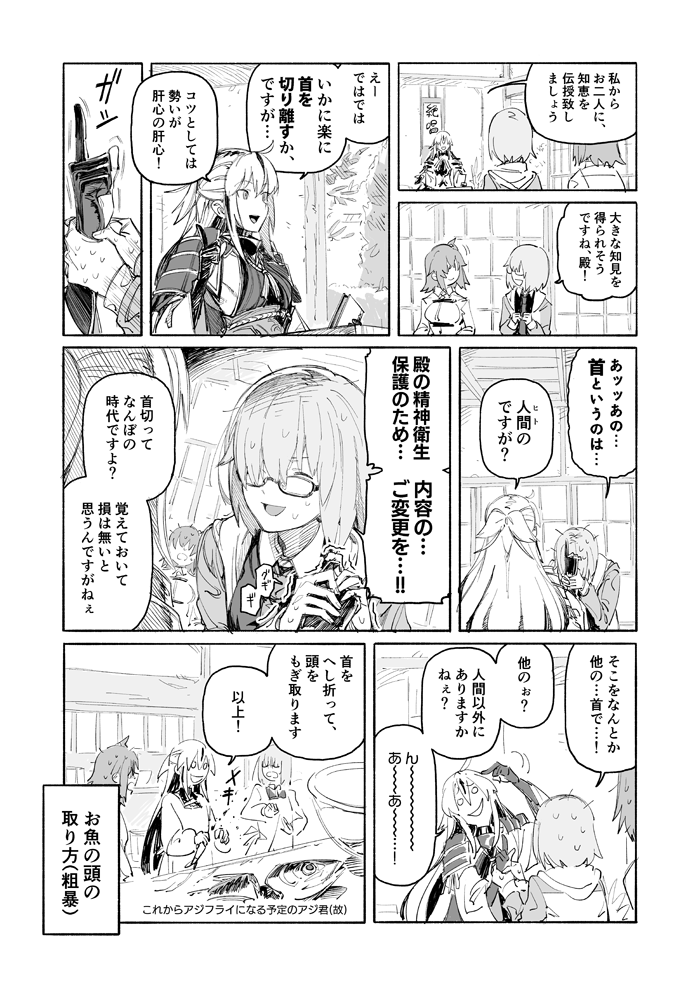 私から
お二人に、
知恵を
伝授致し
ましょう
絶唱
大きな知見を
得られそう
ですね、殿!
えー
ではでは
いかに楽に
首を
切り離すか、
ですが…
コツとしては
勢いが
肝心の肝心!
ガッ
あッッあの…
首というのは…
人間の
ヒト
ですが?
殿の精神衛生
保護のため…
内容の…
ご変更を…!!
グギギ
ギ
首切って
なんぼの
時代ですよ?
覚えておいて
損は無いと
思うんですがねぇ
そこをなんとか
他の…首で…!
他のぉ?
人間以外に
ありますか
ねぇ?
ん〜〜〜
あ〜〜あ〜〜…!
首を
へし折って、
頭を
もぎ取ります
以上!
メキ
これからアジフライになる予定のアジ君(故)
お魚の頭の
取り方(粗暴)